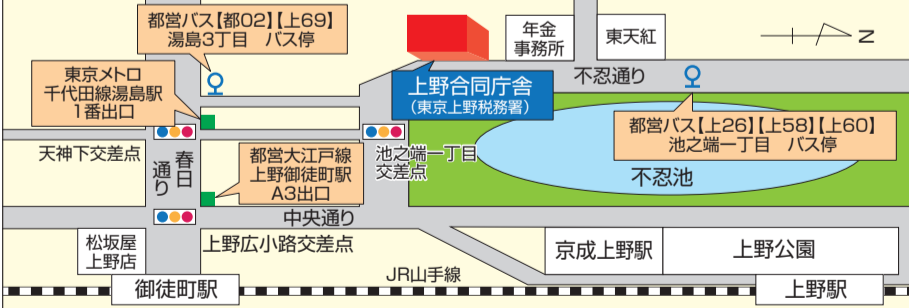 都営バス【都02】【上69】
湯島3丁目　バス停
年金
事務所
東天紅
N
東京メトロ
千代田線湯島駅
1番出口
上野合同庁舎
（東京上野税務署）
不忍通り
都営バス【上26】【上58】【上60】
池之端一丁目　バス停
天神下交差点
春日通り
都営大江戸線
上野御徒町駅
A3出口
池之端一丁目
交差点
不忍池
中央通り
松坂屋
上野店
上野広小路交差点
京成上野駅
上野公園
JR山手線
御徒町駅
上野駅